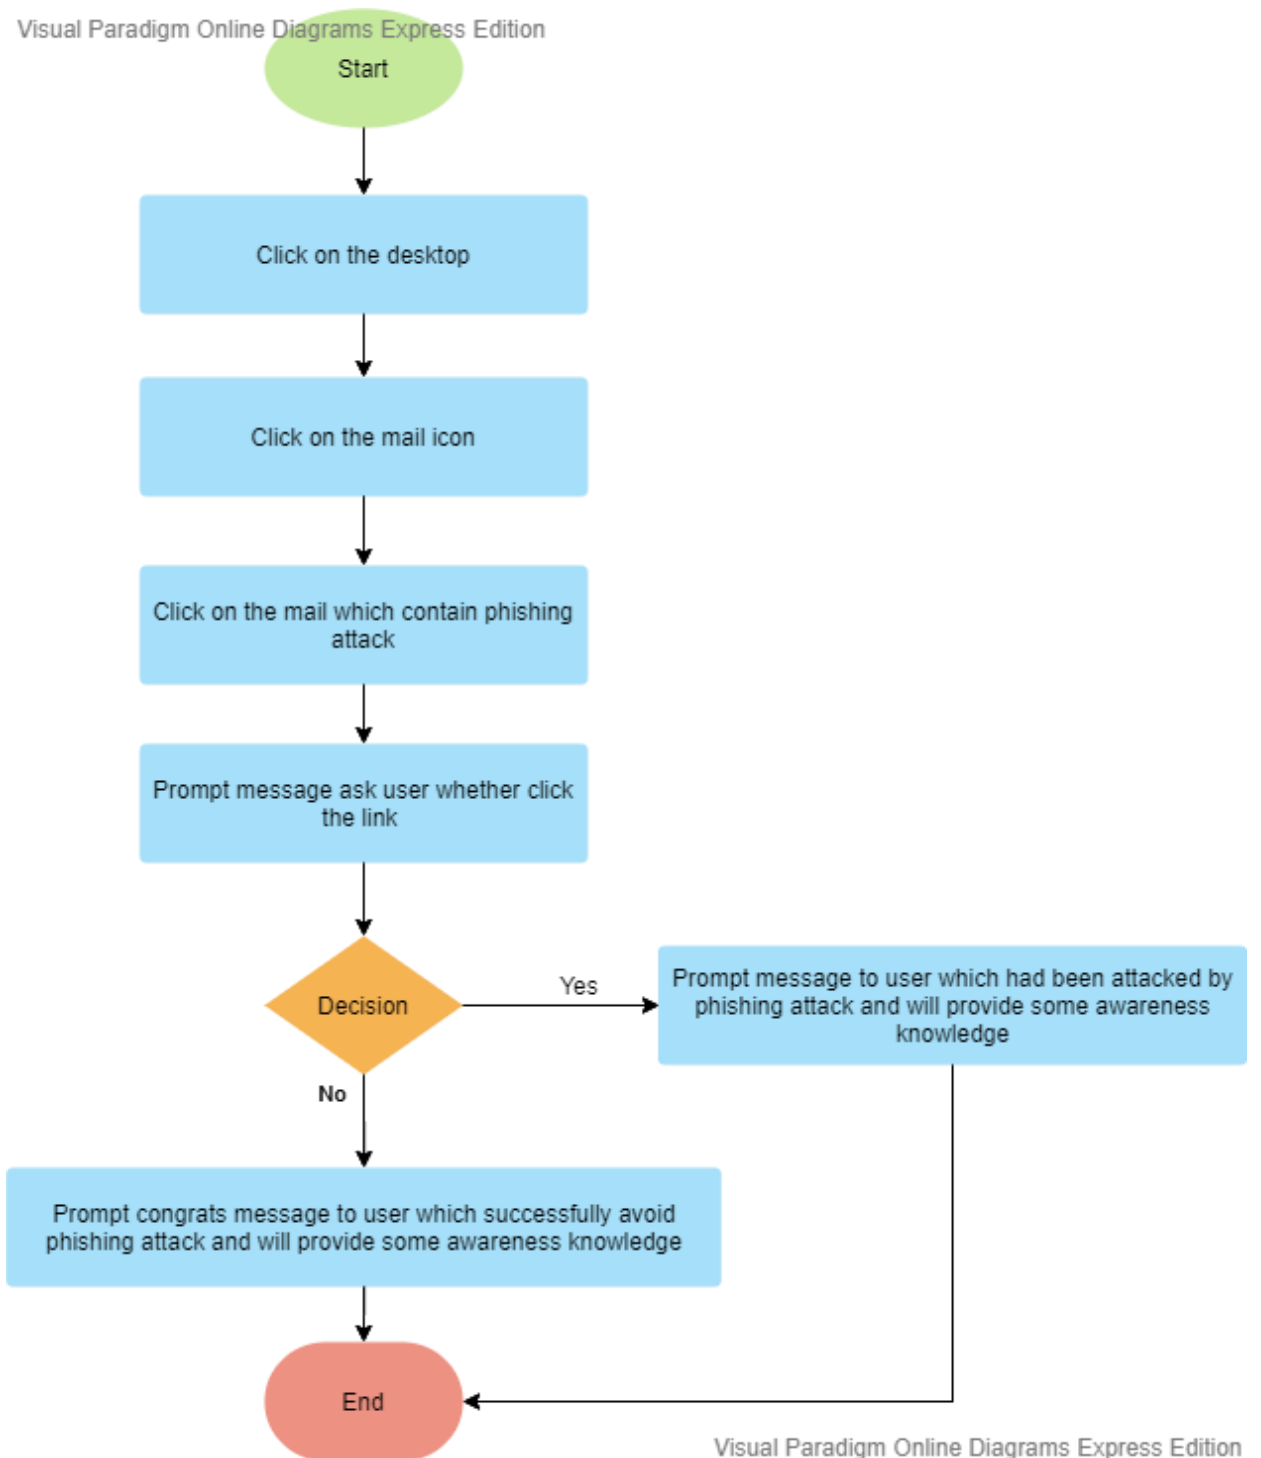 Visual Paradigm Online Diagrams Express Edition
Start
Click on the desktop
Click on the mail icon
Click on the mail which contain phishing
attack
Prompt message ask user whether click
the link
Decision
Yes
Prompt message to user which had been attacked by
phishing attack and will provide some awareness
knowledge
No
Prompt congrats message to user which successfully avoid
phishing attack and will provide some awareness knowledge
End
Visual Paradigm Online Diagrams Express Edition